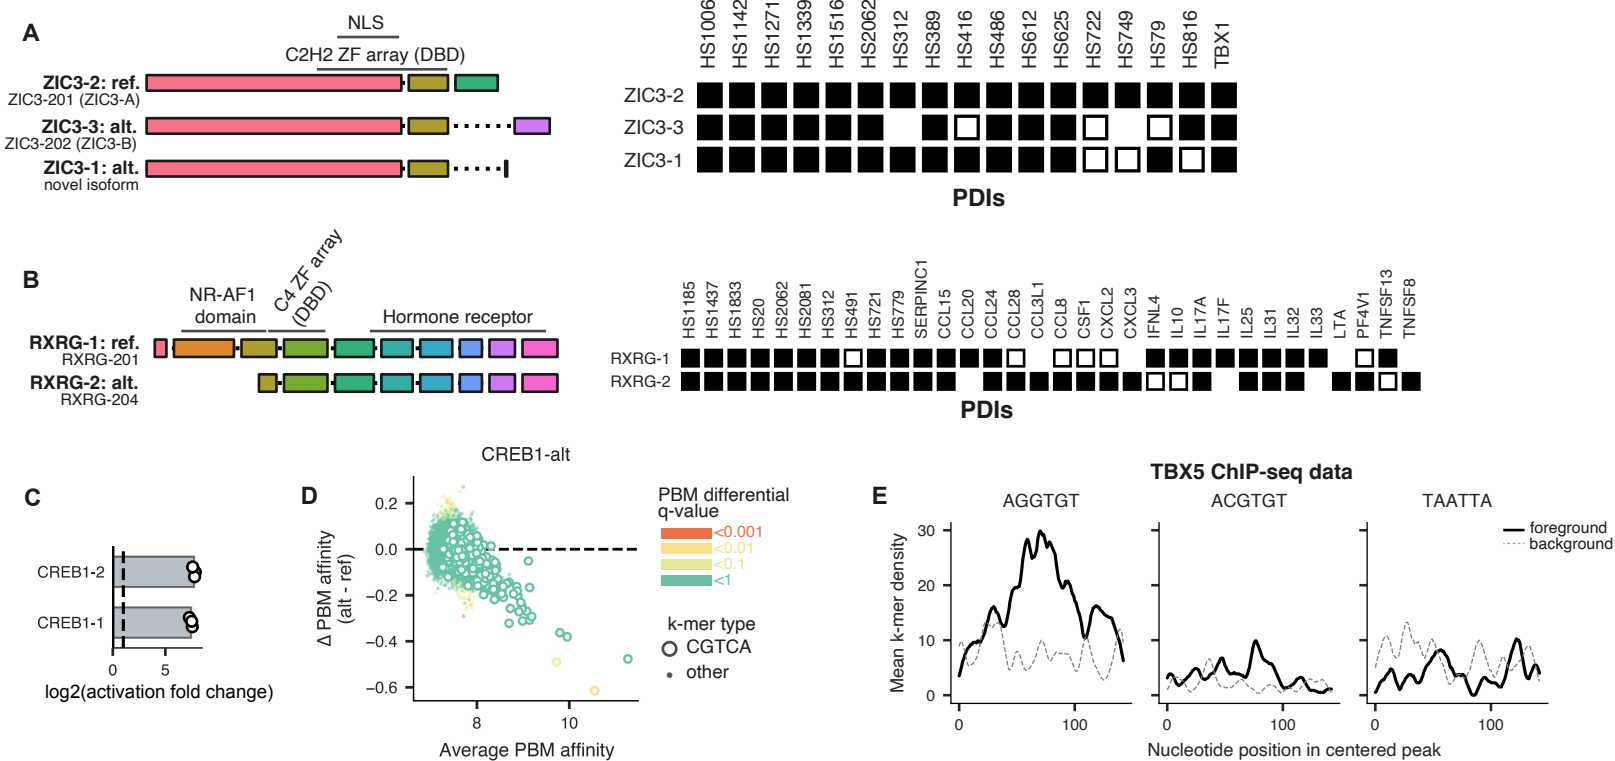 A
NLS
C2H2 ZF array (DBD)
ZIC3-2: ref.
ZIC3-201 (ZIC3-A)
ZIC3-3: alt.
ZIC3-202 (ZIC3-B)
ZIC3-1: alt.
novel isoform
HS1006
HS1142
HS1271
HS1339
HS1516
HS2062
HS312
HS389
HS416
HS486
HS612
HS625
HS722
HS749
HS79
HS816
TBX1
ZIC3-2
ZIC3-3
ZIC3-1
PDIs
B
NR-AF1
domain
C4 ZF array
(DBD)
Hormone receptor
RXRG-1: ref.
RXRG-201
RXRG-2: alt.
RXRG-204
HS1185
HS1437
HS1833
HS20
HS2062
HS2081
HS312
HS491
HS721
HS779
SERPINC1
CCL15
CCL20
CCL24
CCL28
CCL3L1
CCL8
CSF1
CXCL2
CXCL3
IFNL4
IL10
IL17A
IL17F
IL25
IL31
IL32
IL33
LTA
PF4V1
TNFSF13
TNFSF8
RXRG-1
RXRG-2
PDIs
C
CREB1-2
CREB1-1
0 5
log2(activation fold change)
D
CREB1-alt
Δ PBM affinity
(alt - ref)
0.2
0.0
−0.2
−0.4
−0.6
8 10
Average PBM affinity
PBM differential
q-value
<0.001
<0.01
<0.1
<1
k-mer type
CGTCA
other
E
TBX5 ChIP-seq data
AGGTGT ACGTGT TAATTA
Mean k-mer density
30
20
10
0
0 100 0 100 0 100
Nucleotide position in centered peak
foreground
background